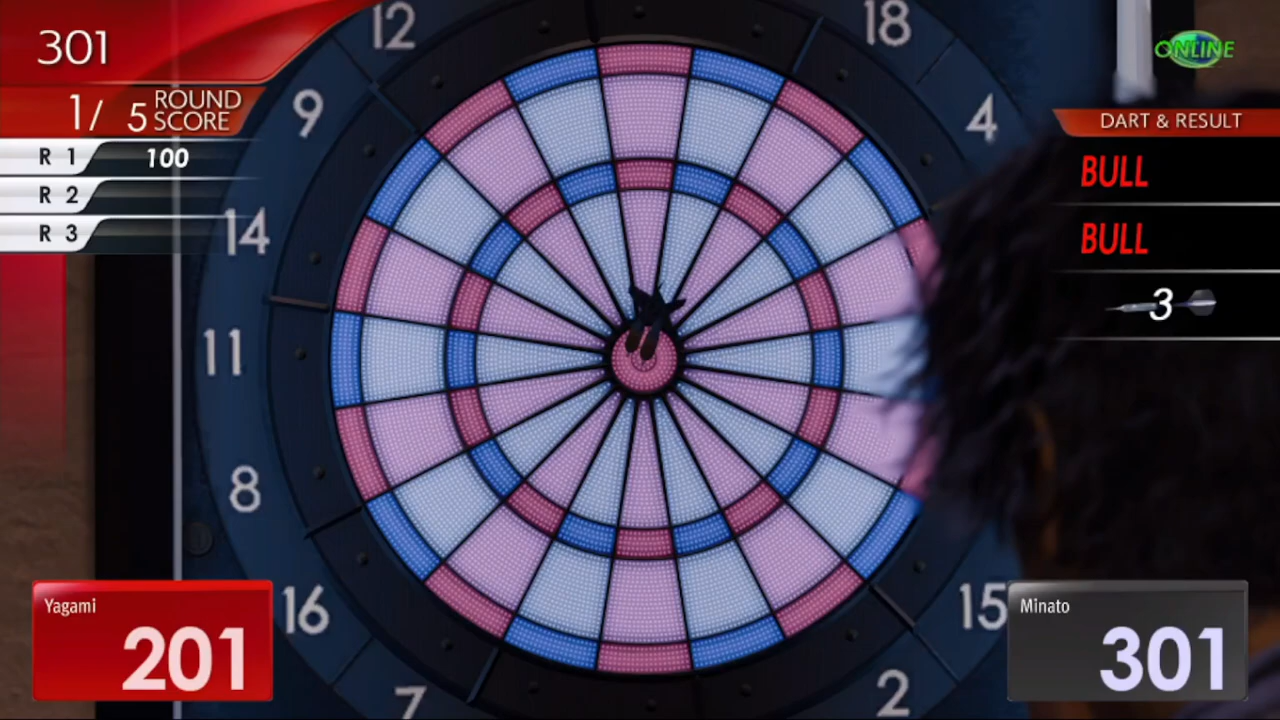 301
1/ 5 ROUND SCORE
R 1 100
R 2
R 3
ONLINE
DART & RESULT
BULL
BULL
3
12
18
9
4
14
11
8
16
15
7
2
Yagami
201
Minato
301